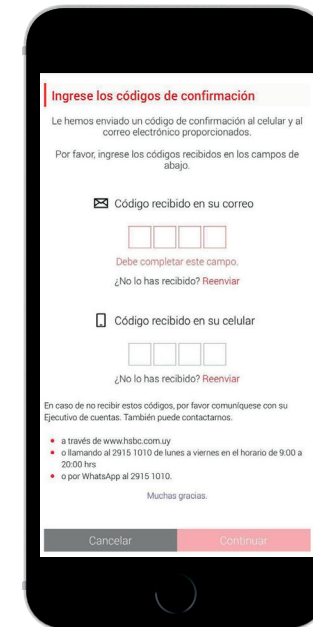 Ingrese los códigos de confirmación
Le hemos enviado un código de confirmación al celular y al
correo electrónico proporcionados.
Por favor, ingrese los códigos recibidos en los campos de
abajo.
Código recibido en su correo
Debe completar este campo.
¿No lo has recibido? Reenviar
Código recibido en su celular
¿No lo has recibido? Reenviar
En caso de no recibir estos códigos, por favor comuníquese con su
Ejecutivo de cuentas. También puede contactarnos.
• a través de www.hsbc.com.uy
• o llamando al 2915 1010 de lunes a viernes en el horario de 9:00 a
20:00 hrs
• o por WhatsApp al 2915 1010.
Muchas gracias.
Cancelar
Continuar